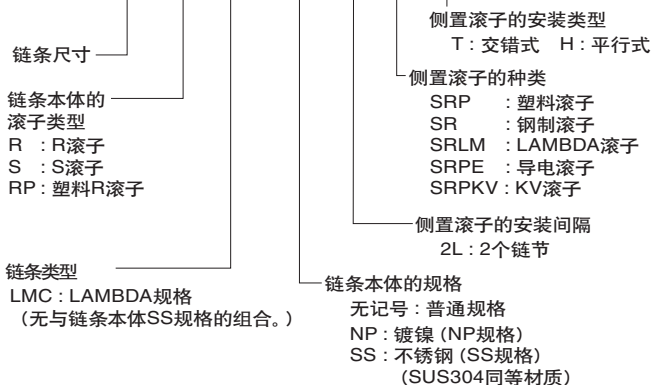 侧置滚子的安装类型
T : 交错式 H : 平行式
链条尺寸
侧置滚子的种类
SRP : 塑料滚子
SR : 钢制滚子
SRLM : LAMBDA滚子
SRPE : 导电滚子
SRPKV : KV滚子
链条本体的
滚子类型
R : R滚子
S : S滚子
RP : 塑料R滚子
侧置滚子的安装间隔
2L : 2个链节
链条类型
LMC : LAMBDA规格
（无与链条本体SS规格的组合。）
链条本体的规格
无记号 : 普通规格
NP : 镀镍 (NP规格)
SS : 不锈钢 (SS规格)
(SUS304同等材质)